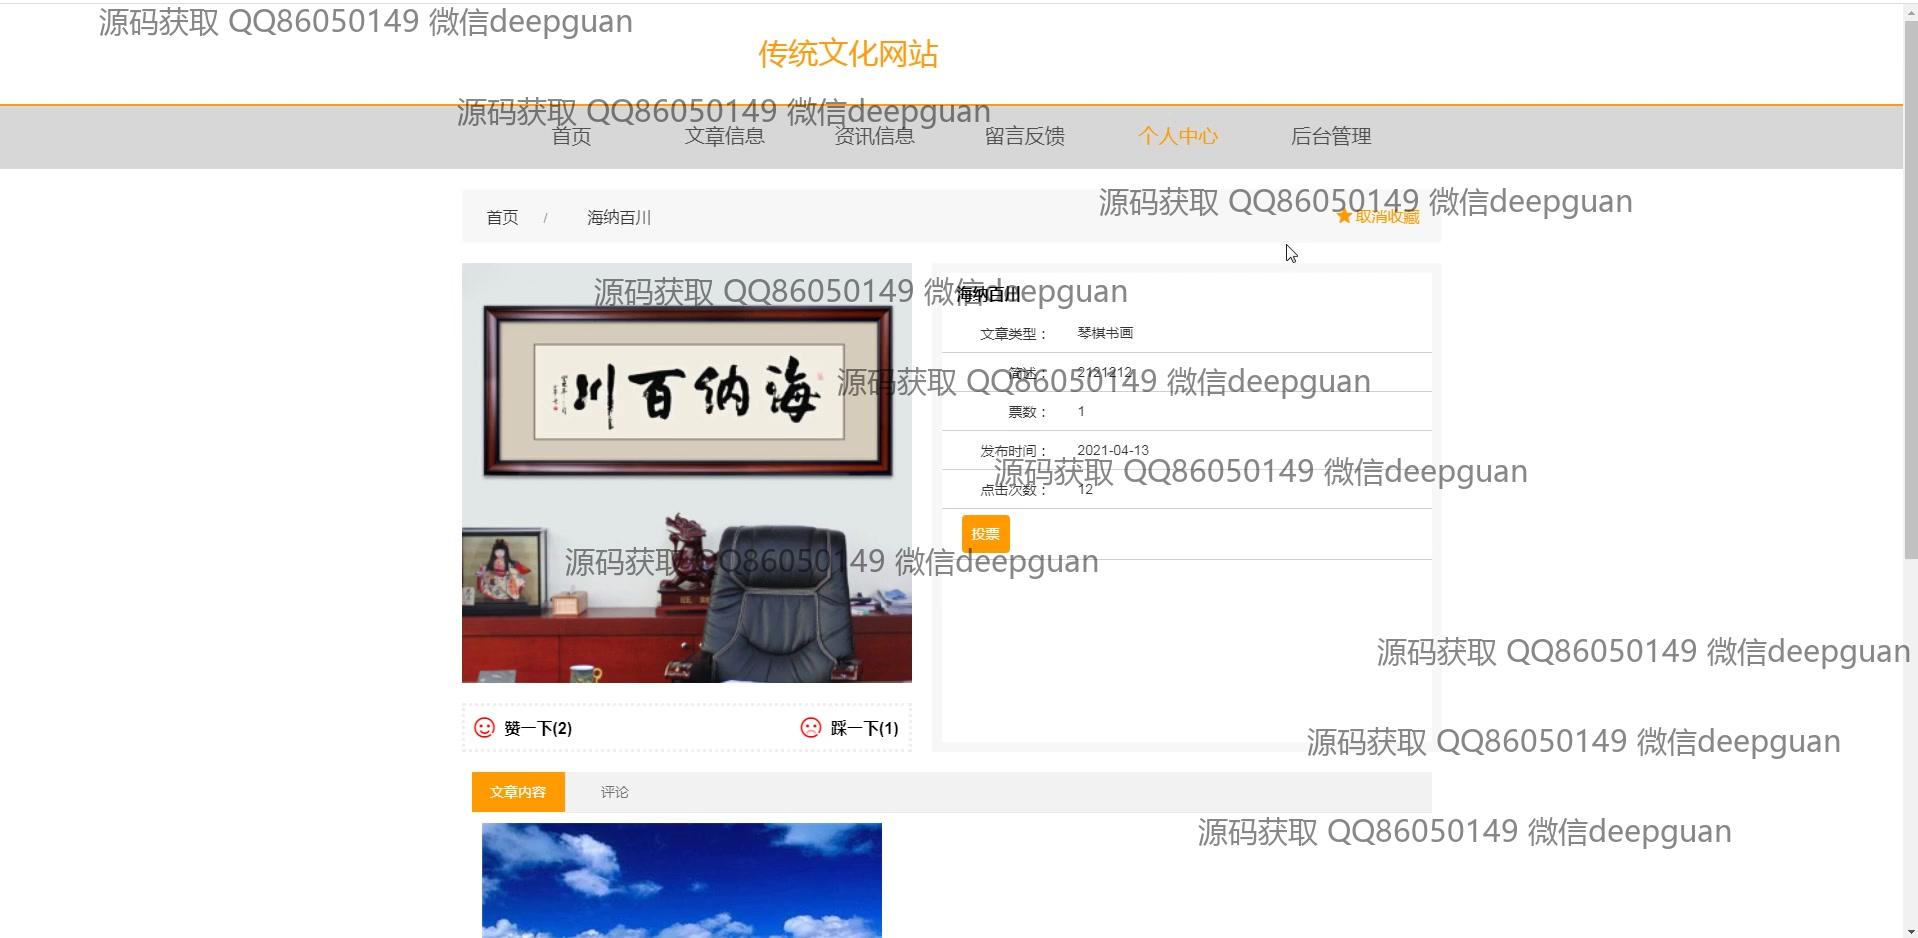 源码获取 QQ86050149 微信deepguan
传统文化网站
源码获取 QQ86050149 微信deepguan
首页 文章信息 资讯信息 留言反馈 个人中心 后台管理
源码获取 QQ86050149 微信deepguan
首页 / 海纳百川 取消收藏
源码获取 QQ86050149 微信deepguan
海纳百川
文章类型： 琴棋书画
简述： 2121212
源码获取 QQ86050149 微信deepguan
川百纳海
票数： 1
发布时间： 2021-04-13
源码获取 QQ86050149 微信deepguan
点击次数： 12
投票
源码获取 QQ86050149 微信deepguan
源码获取 QQ86050149 微信deepguan
赞一下(2) 踩一下(1)
源码获取 QQ86050149 微信deepguan
文章内容 评论
源码获取 QQ86050149 微信deepguan